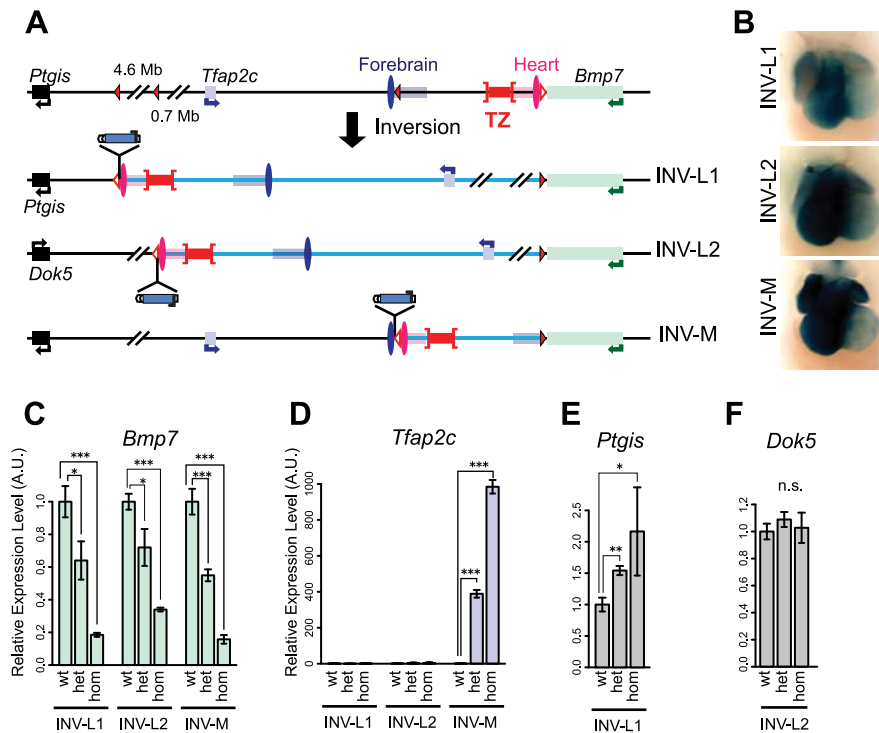 A
B
Ptgis
4.6 Mb
Tfap2c
Forebrain
Heart
Bmp7
0.7 Mb
TZ
Inversion
INV-L1
Ptgis
INV-L2
Dok5
INV-M
INV-L1
INV-L2
INV-M
C
Bmp7
Relative Expression Level (A.U.)
1.0
0.8
0.6
0.4
0.2
0.0
***
*
***
*
***
***
wt het hom wt het hom wt het hom
INV-L1 INV-L2 INV-M
D
Tfap2c
Relative Expression Level (A.U.)
1000
800
600
400
200
0
***
***
wt het hom wt het hom wt het hom
INV-L1 INV-L2 INV-M
E
Ptgis
2.5
2.0
1.5
1.0
0.5
0.0
*
**
wt het hom
INV-L1
F
Dok5
n.s.
1.2
1.0
0.8
0.6
0.4
0.2
0.0
wt het hom
INV-L2